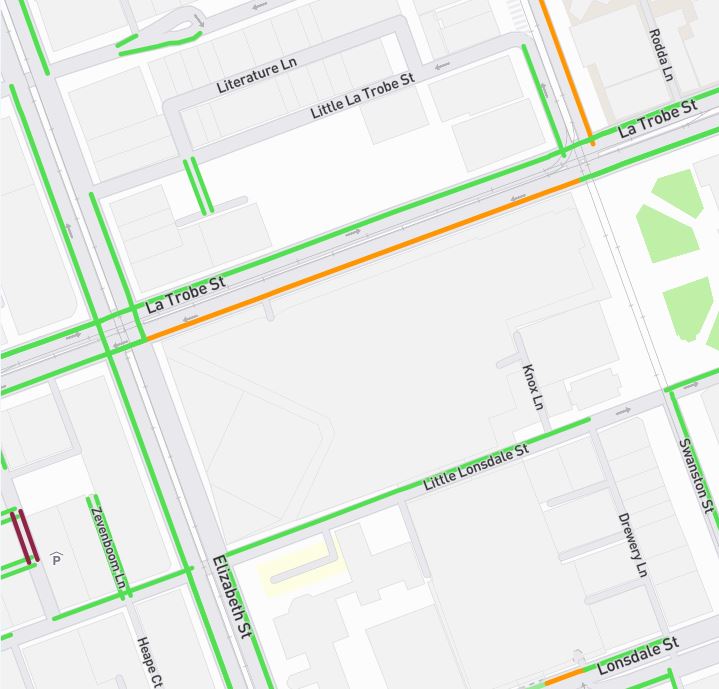 Rodda Ln
Literature Ln
Little La Trobe St
La Trobe St
La Trobe St
Knox Ln
Little Lonsdale St
Swanston St
Zevenboom Ln
Drewery Ln
P
Elizabeth St
Heape Ct
Lonsdale St